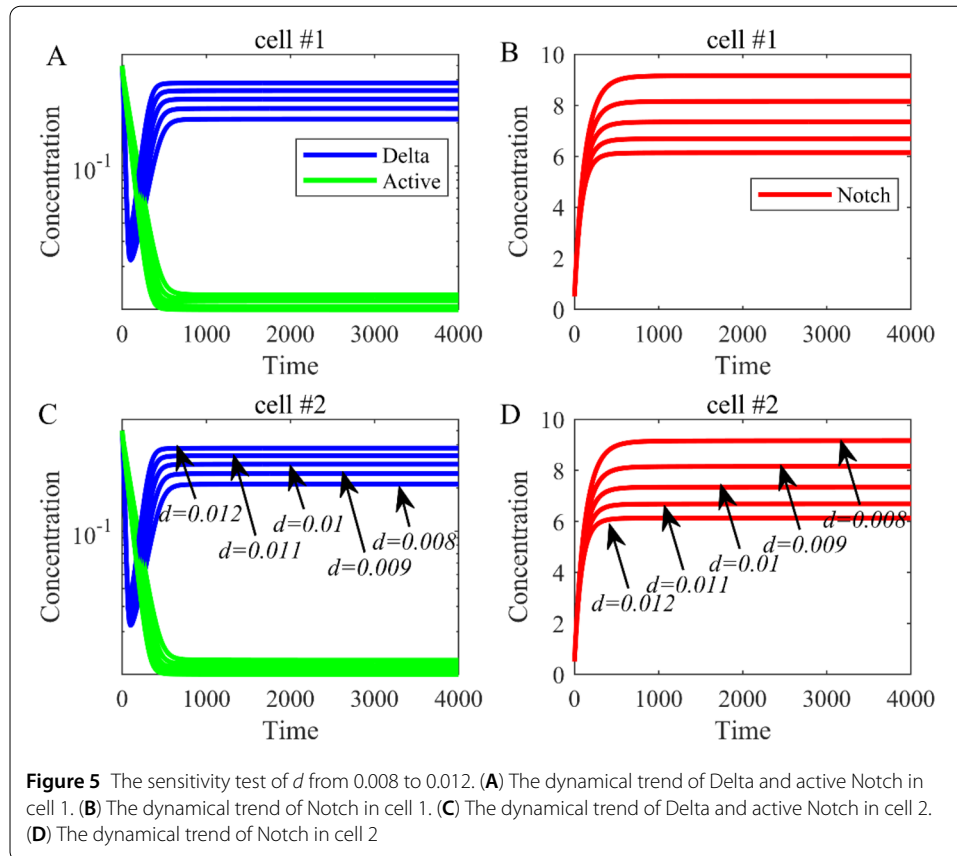 A
cell #1
Concentration
10^-1
Delta
Active
0 1000 2000 3000 4000
Time
B
cell #1
Concentration
10
8
6
4
2
0
Notch
0 1000 2000 3000 4000
Time
C
cell #2
Concentration
10^-1
d=0.012
d=0.011
d=0.01
d=0.009
d=0.008
0 1000 2000 3000 4000
Time
D
cell #2
Concentration
10
8
6
4
2
0
d=0.012
d=0.011
d=0.01
d=0.009
d=0.008
0 1000 2000 3000 4000
Time
Figure 5 The sensitivity test of d from 0.008 to 0.012. (A) The dynamical trend of Delta and active Notch in
cell 1. (B) The dynamical trend of Notch in cell 1. (C) The dynamical trend of Delta and active Notch in cell 2.
(D) The dynamical trend of Notch in cell 2